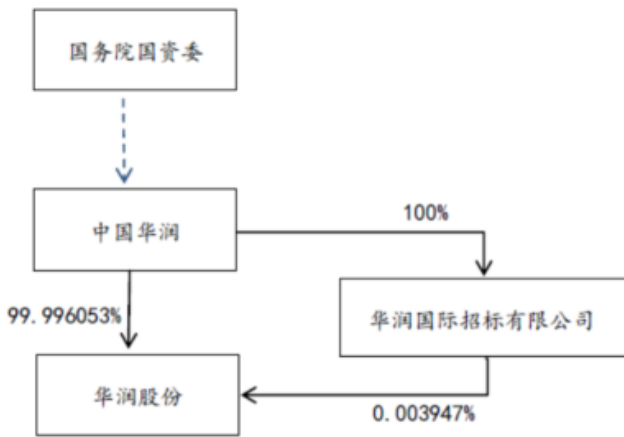 国务院国资委
中国华润
100%
99.996053%
华润国际招标有限公司
华润股份
0.003947%